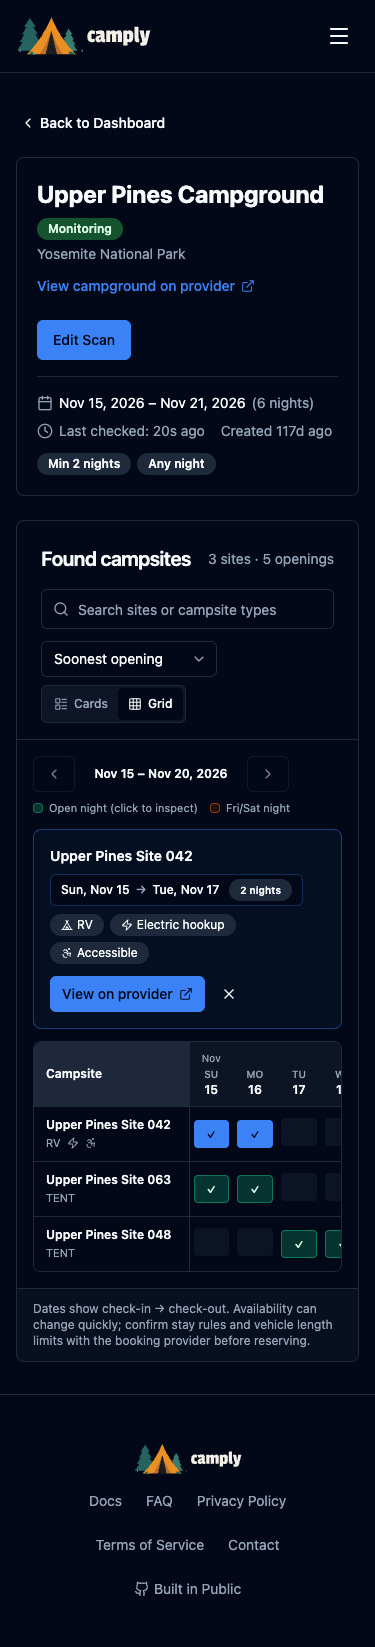 camply
Back to Dashboard
Upper Pines Campground
Monitoring
Yosemite National Park
View campground on provider
Edit Scan
Nov 15, 2026 – Nov 21, 2026 (6 nights)
Last checked: 20s ago Created 117d ago
Min 2 nights Any night
Found campsites 3 sites · 5 openings
Search sites or campsite types
Soonest opening
Cards Grid
Nov 15 – Nov 20, 2026
Open night (click to inspect) Fri/Sat night
Upper Pines Site 042
Sun, Nov 15 → Tue, Nov 17 2 nights
RV Electric hookup
Accessible
View on provider
Nov
Campsite SU MO TU
15 16 17
Upper Pines Site 042
RV
Upper Pines Site 063
TENT
Upper Pines Site 048
TENT
Dates show check-in → check-out. Availability can
change quickly; confirm stay rules and vehicle length
limits with the booking provider before reserving.
camply
Docs FAQ Privacy Policy
Terms of Service Contact
Built in Public